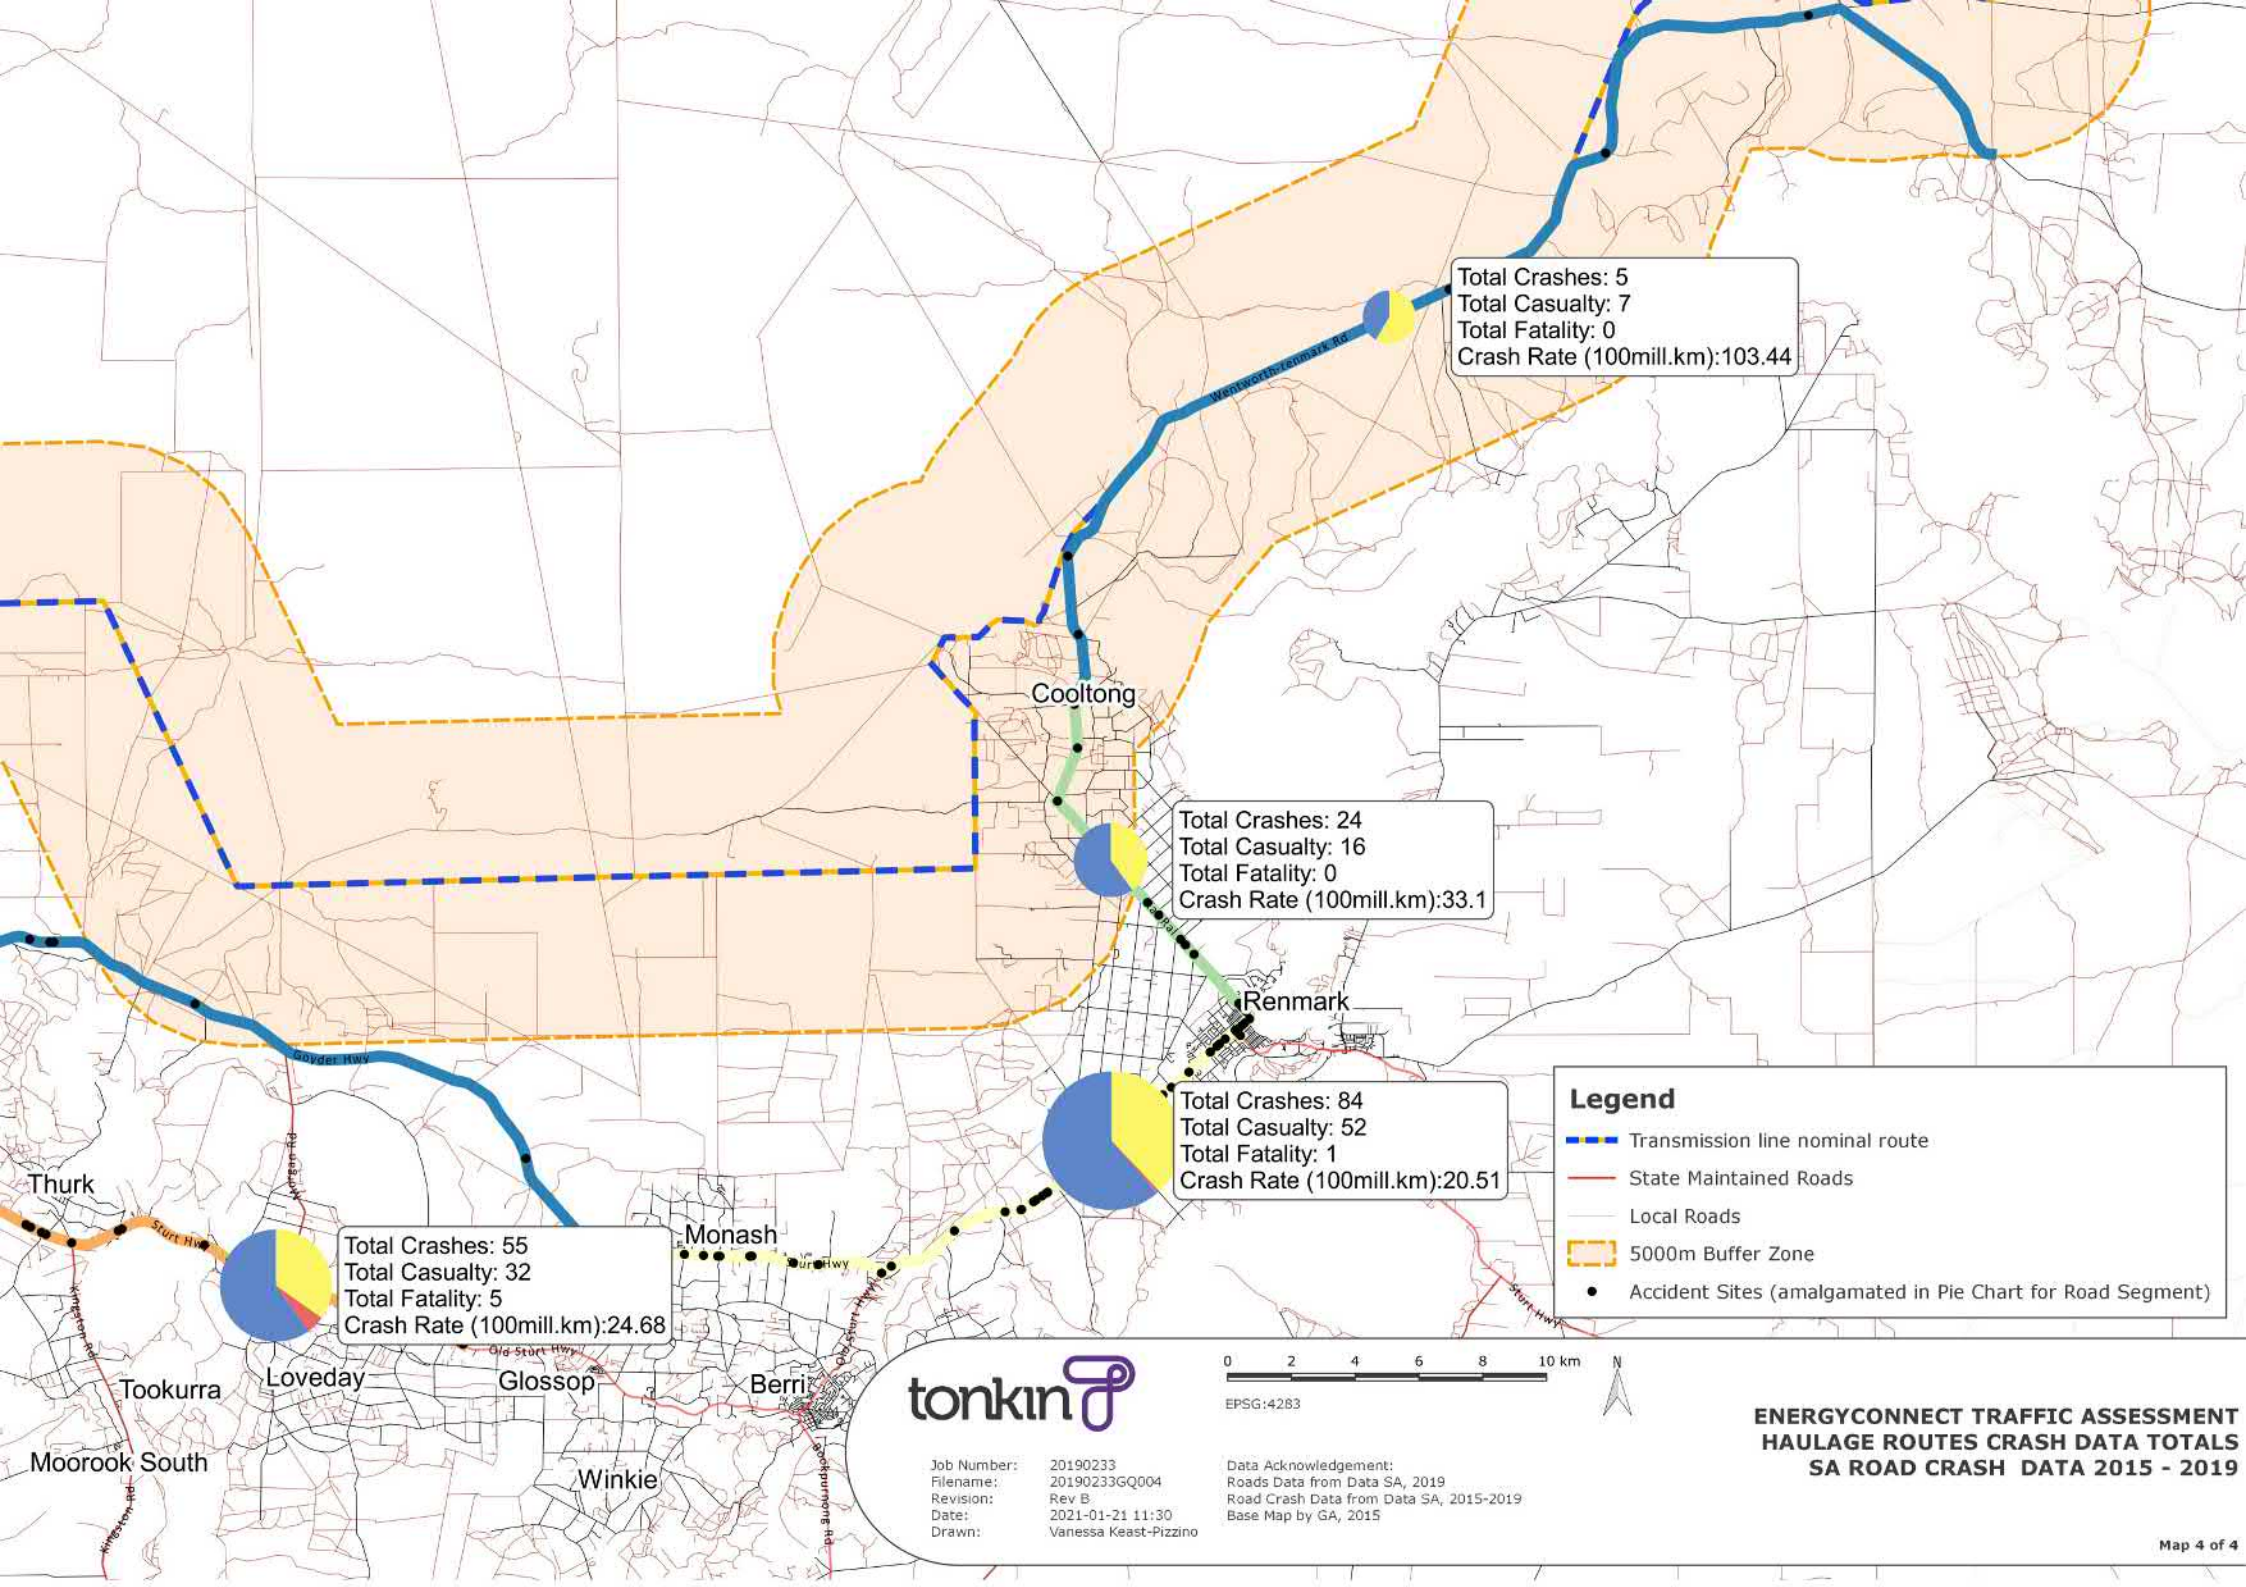 Total Crashes: 5
Total Casualty: 7
Total Fatality: 0
Crash Rate (100mill.km):103.44
Wentworth-renmark Rd
Cooltong
Total Crashes: 24
Total Casualty: 16
Total Fatality: 0
Crash Rate (100mill.km):33.1
Renmark
Goyder Hwy
Morgan Rd
Total Crashes: 84
Total Casualty: 52
Total Fatality: 1
Crash Rate (100mill.km):20.51
Thurk
Sturt Hwy
Total Crashes: 55
Total Casualty: 32
Total Fatality: 5
Crash Rate (100mill.km):24.68
Monash
Sturt Hwy
Old Sturt Hwy
Kingston Rd
Old Sturt Hwy
Loveday
Tookurra
Glossop
Berri
Moorook South
Winkie
Kingston Rd
Bookpurnong Rd
Sturt Hwy
Legend
Transmission line nominal route
State Maintained Roads
Local Roads
5000m Buffer Zone
Accident Sites (amalgamated in Pie Chart for Road Segment)
tonkin
0 2 4 6 8 10 km
N
EPSG:4283
Job Number: 20190233
Filename: 20190233GQ004
Revision: Rev B
Date: 2021-01-21 11:30
Drawn: Vanessa Keast-Pizzino
Data Acknowledgement:
Roads Data from Data SA, 2019
Road Crash Data from Data SA, 2015-2019
Base Map by GA, 2015
ENERGYCONNECT TRAFFIC ASSESSMENT
HAULAGE ROUTES CRASH DATA TOTALS
SA ROAD CRASH DATA 2015 - 2019
Map 4 of 4